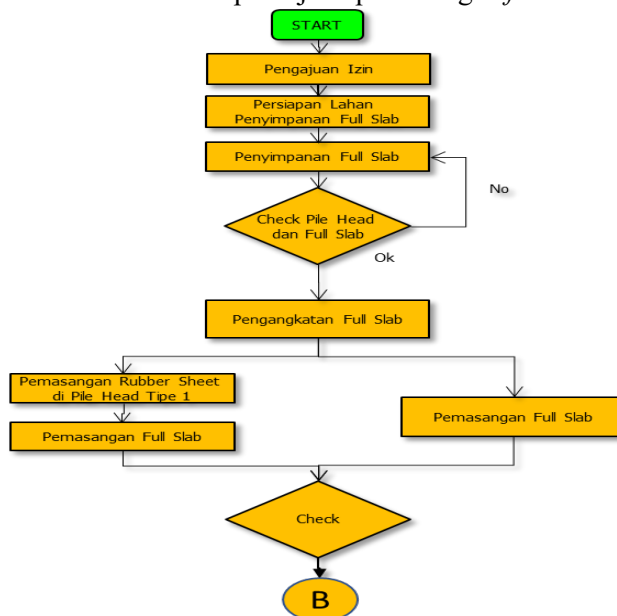 START
Pengajuan Izin
Persiapan Lahan
Penyimpanan Full Slab
Penyimpanan Full Slab
No
Check Pile Head
dan Full Slab
Ok
Pengangkatan Full Slab
Pemasangan Rubber Sheet
di Pile Head Tipe 1
Pemasangan Full Slab
Pemasangan Full Slab
Check
B